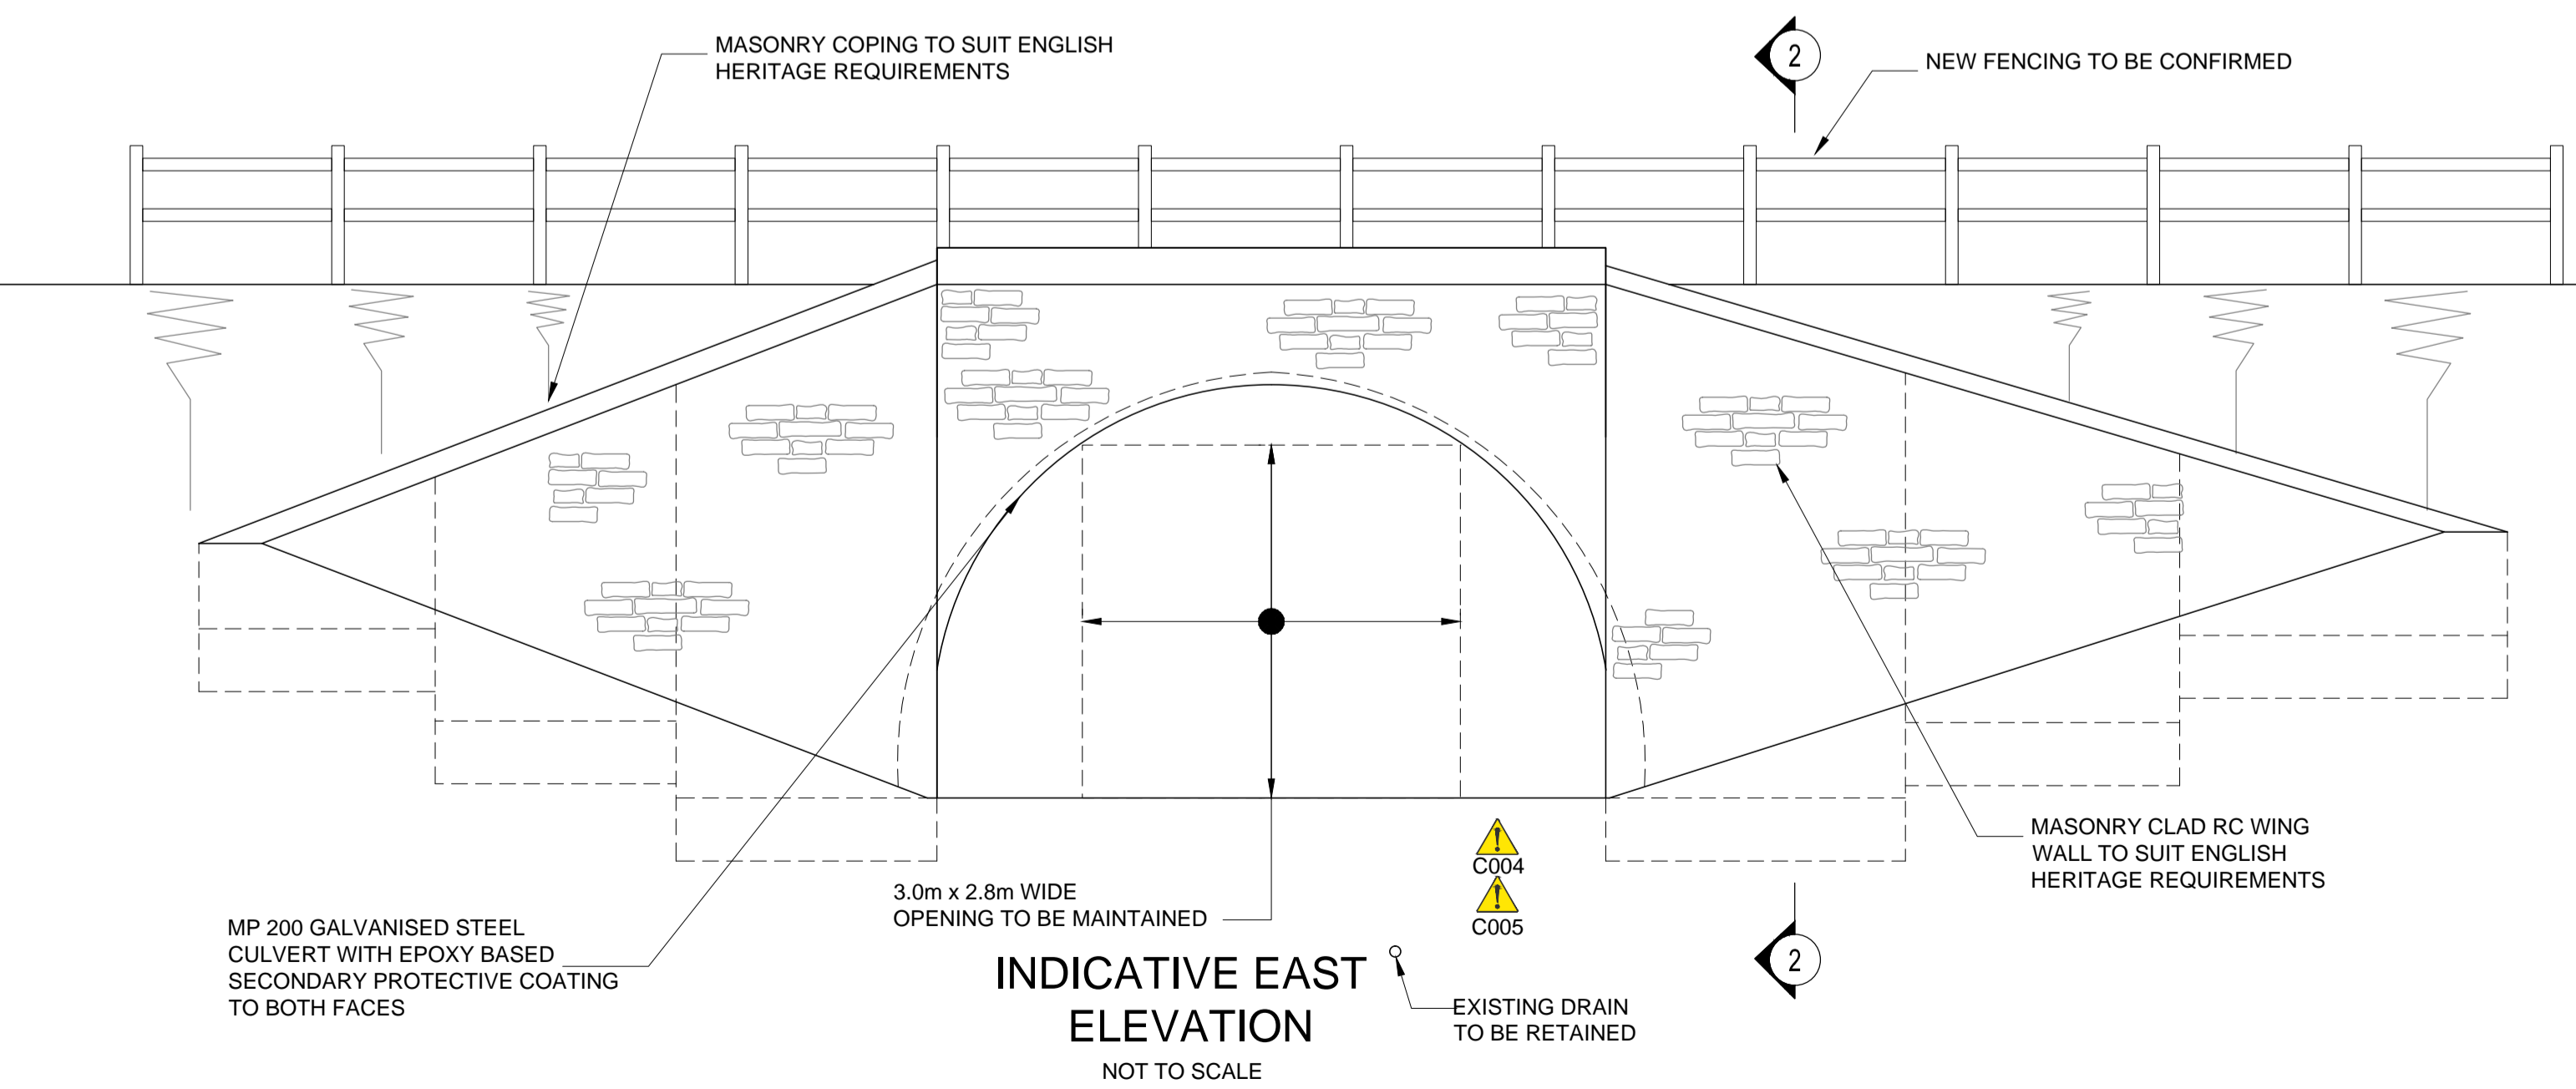 MASONRY COPING TO SUIT ENGLISH
HERITAGE REQUIREMENTS
2
NEW FENCING TO BE CONFIRMED
MASONRY CLAD RC WING
WALL TO SUIT ENGLISH
HERITAGE REQUIREMENTS
C004
C005
3.0m x 2.8m WIDE
OPENING TO BE MAINTAINED
MP 200 GALVANISED STEEL
CULVERT WITH EPOXY BASED
SECONDARY PROTECTIVE COATING
TO BOTH FACES
2
INDICATIVE EAST
ELEVATION
NOT TO SCALE
EXISTING DRAIN
TO BE RETAINED